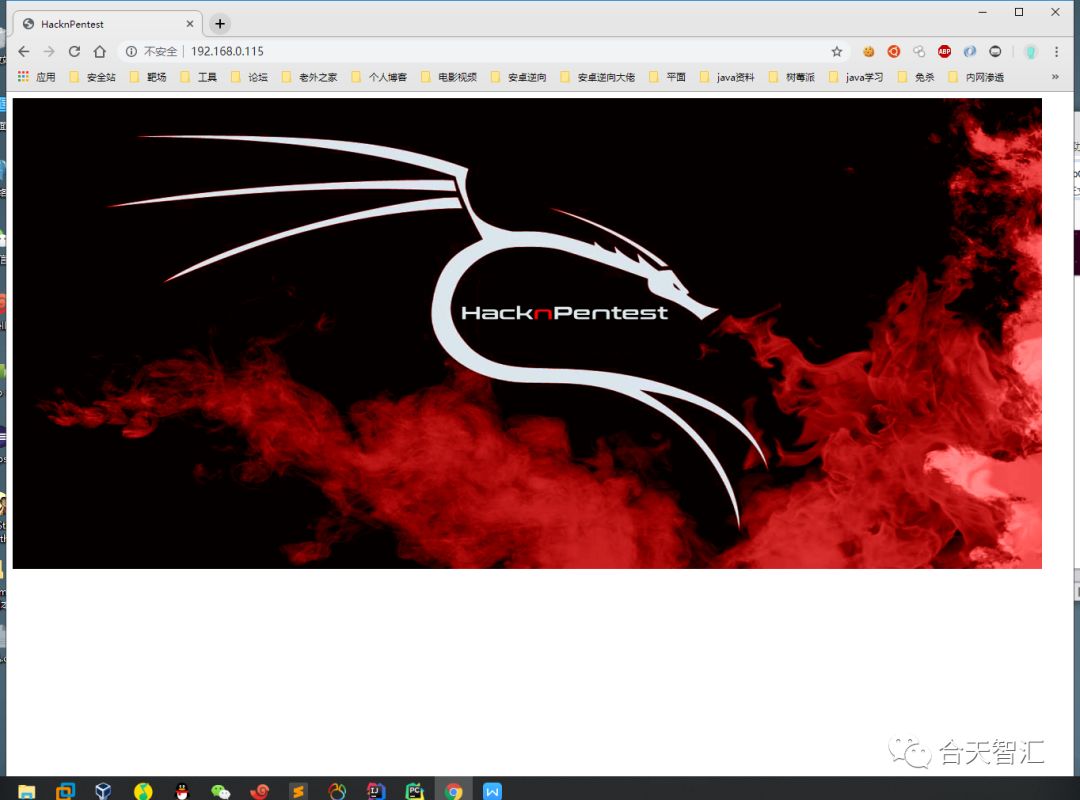 HacknPentest
不安全 192.168.0.115
应用 安全站 靶场 工具 论坛 老外之家 个人博客 电影视频 安卓逆向 安卓逆向大佬 平面 java资料 树莓派 java学习 免杀 内网渗透 »
ABP
HacknPentest
合天智汇
IJ PC W